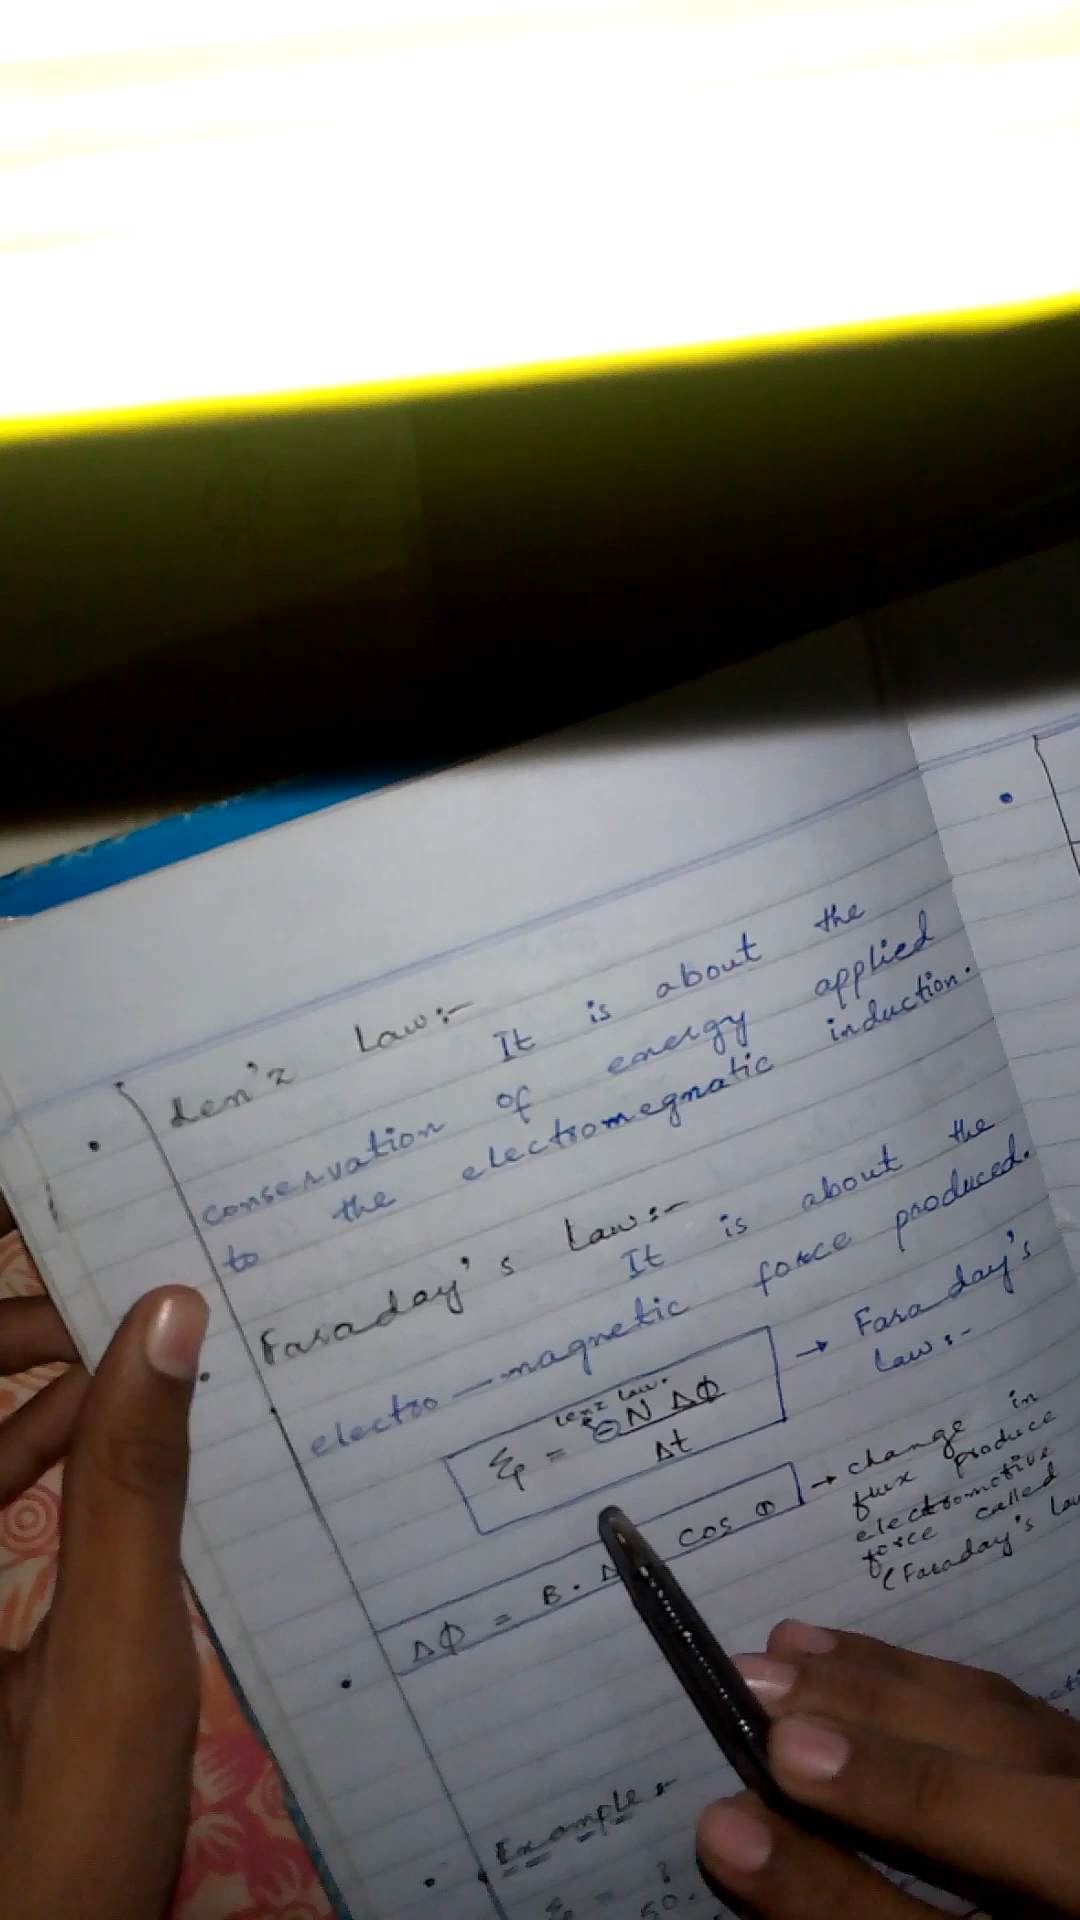 Len'z Law:-
It is about the
conservation of energy applied
to the electromegnatic induction.
Faraday's Law:-
It is about the
electro-magnetic force produced.
Lenz Law.
ξp = ⊖N ΔΦ
Δt
→ Faraday's
Law:-
ΔΦ = B. cos
→ change in
flux produce
electromotive
force called
(Faraday's Law
Example:-
= ?
50.